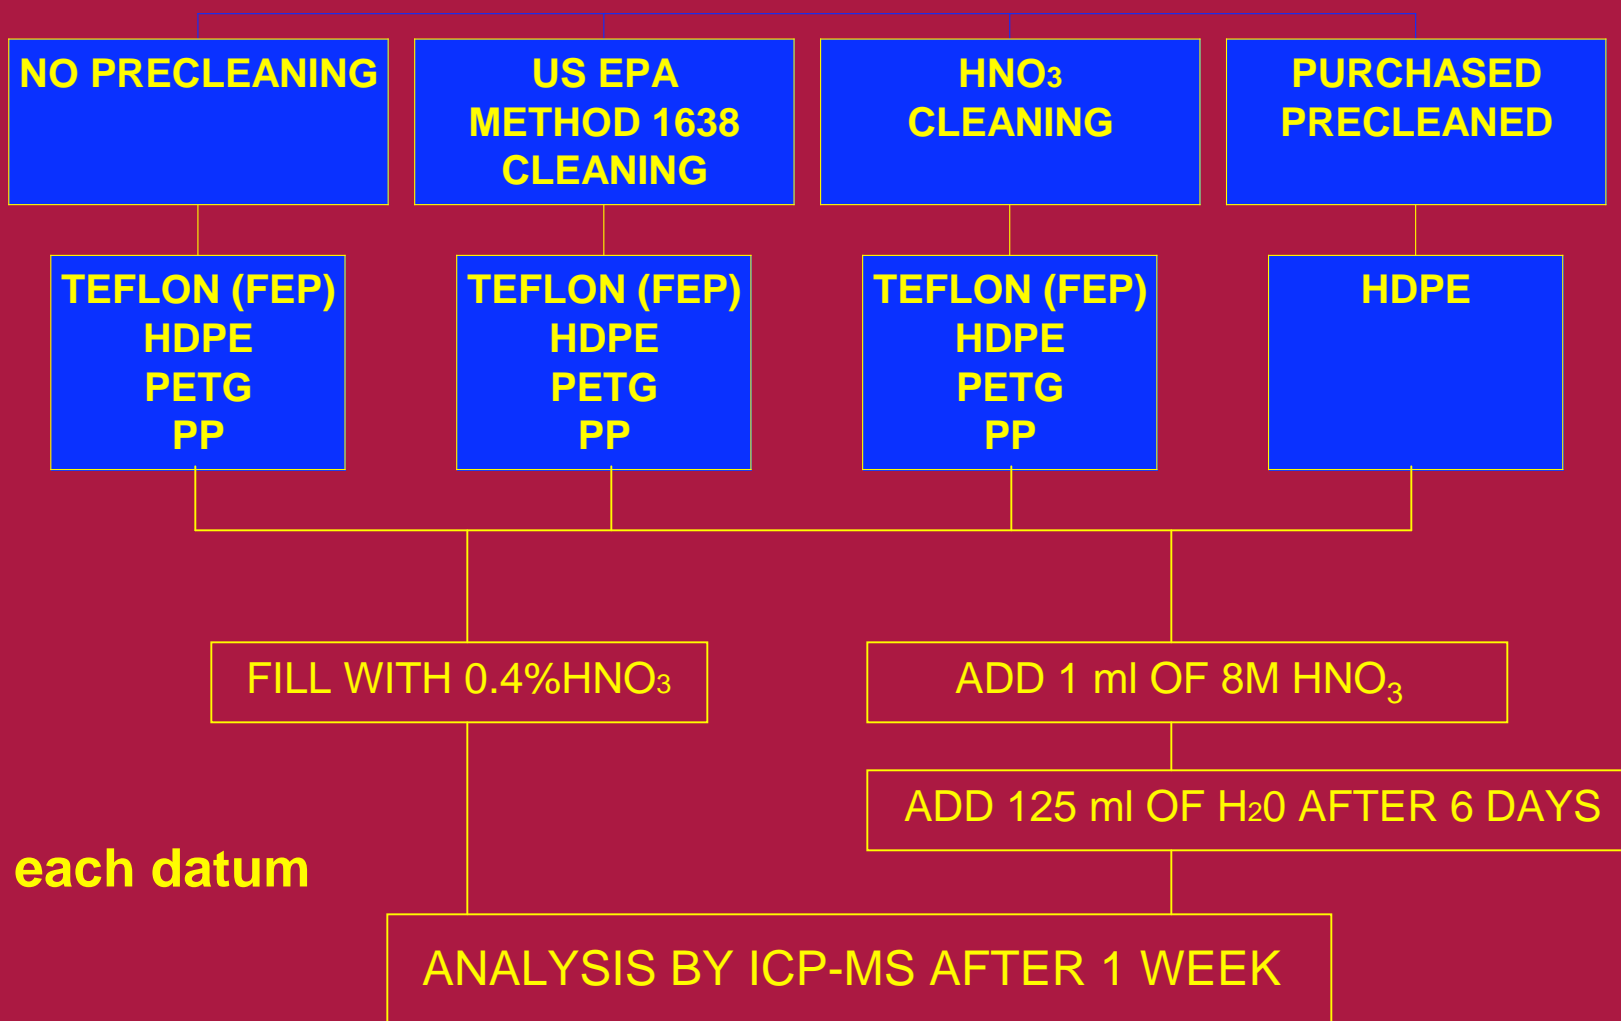 NO PRECLEANING
US EPA
METHOD 1638
CLEANING
HNO3
CLEANING
PURCHASED
PRECLEANED
TEFLON (FEP)
HDPE
PETG
PP
TEFLON (FEP)
HDPE
PETG
PP
TEFLON (FEP)
HDPE
PETG
PP
HDPE
FILL WITH 0.4%HNO3
ADD 1 ml OF 8M HNO3
ADD 125 ml OF H20 AFTER 6 DAYS
each datum
ANALYSIS BY ICP-MS AFTER 1 WEEK